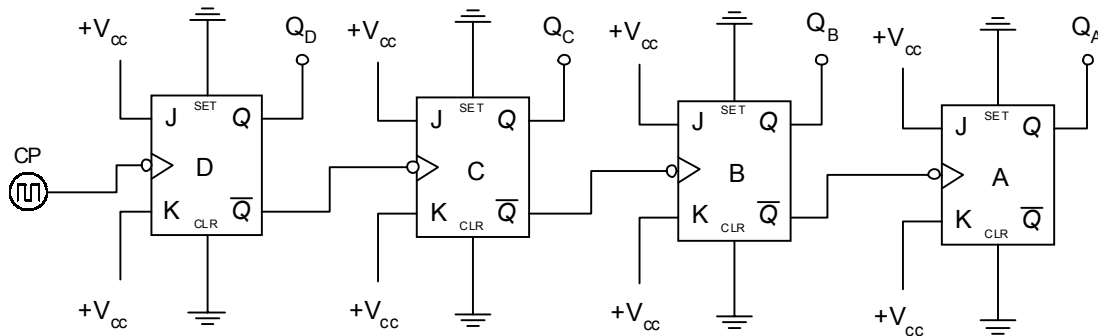 +Vcc QD +Vcc QC +Vcc QB +Vcc QA
SET SET SET SET
J Q J Q J Q J Q
CP D C B A
K Q̅ K Q̅ K Q̅ K Q̅
CLR CLR CLR CLR
+Vcc +Vcc +Vcc +Vcc